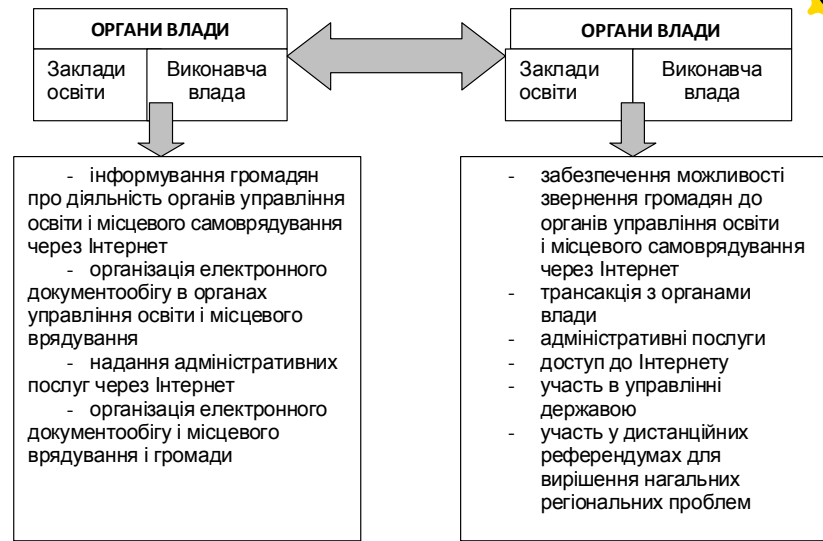 ОРГАНИ ВЛАДИ
Заклади освіти
Виконавча влада
ОРГАНИ ВЛАДИ
Заклади освіти
Виконавча влада
- інформування громадян
про діяльність органів управління
освіти і місцевого самоврядування
через Інтернет
- організація електронного
документообігу в органах
управління освіти і місцевого
врядування
- надання адміністративних
послуг через Інтернет
- організація електронного
документообігу і місцевого
врядування і громади
- забезпечення можливості
звернення громадян до
органів управління освіти
і місцевого самоврядування
через Інтернет
- трансакція з органами
влади
- адміністративні послуги
- доступ до Інтернету
- участь в управлінні
державою
- участь у дистанційних
референдумах для
вирішення нагальних
регіональних проблем